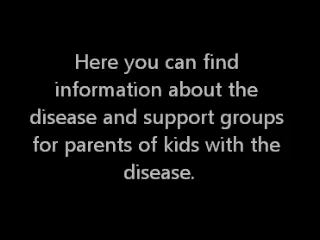 Here you can find
information about the
disease and support groups
for parents of kids with the
disease.